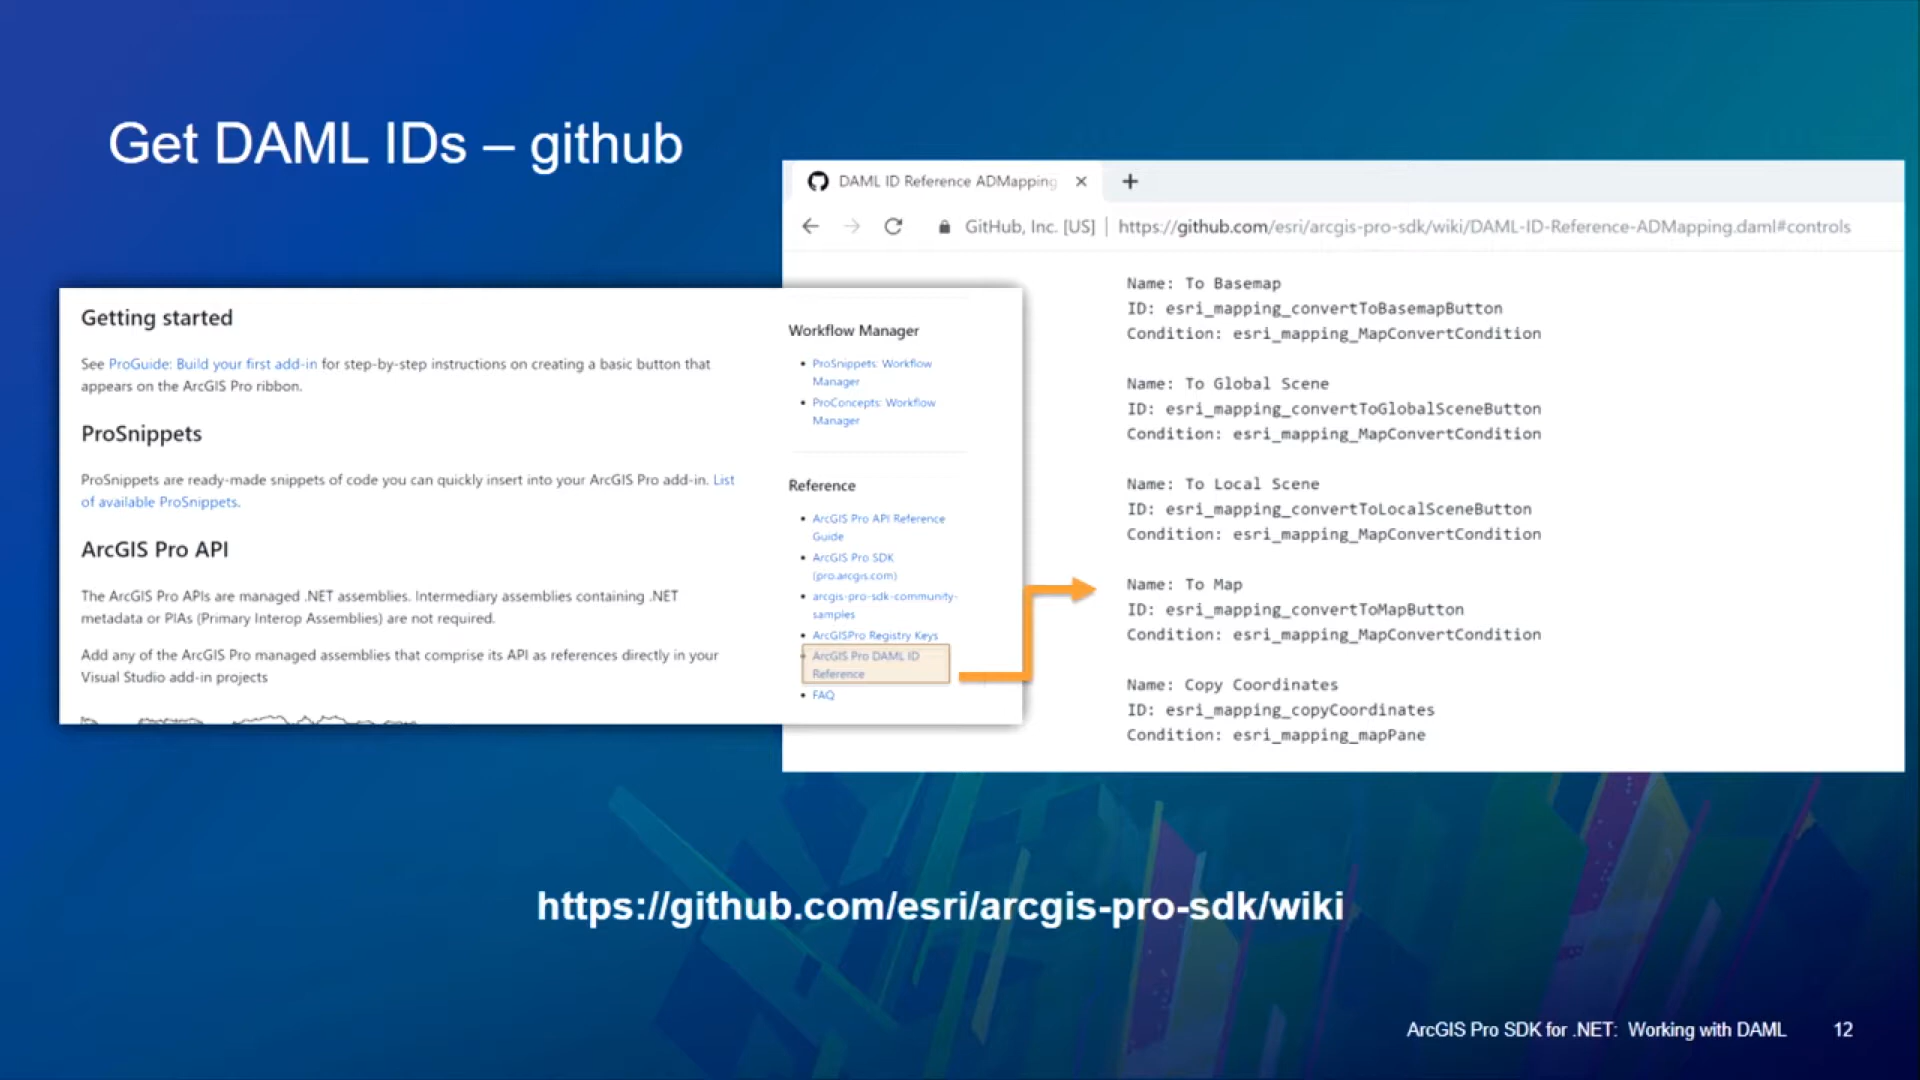 Get DAML IDs – github
DAML ID Reference ADMapping
GitHub, Inc. [US] | https://github.com/esri/arcgis-pro-sdk/wiki/DAML-ID-Reference-ADMapping.daml#controls
Getting started
See ProGuide: Build your first add-in for step-by-step instructions on creating a basic button that
appears on the ArcGIS Pro ribbon.
ProSnippets
ProSnippets are ready-made snippets of code you can quickly insert into your ArcGIS Pro add-in. List
of available ProSnippets.
ArcGIS Pro API
The ArcGIS Pro APIs are managed .NET assemblies. Intermediary assemblies containing .NET
metadata or PIAs (Primary Interop Assemblies) are not required.
Add any of the ArcGIS Pro managed assemblies that comprise its API as references directly in your
Visual Studio add-in projects
Workflow Manager
• ProSnippets: Workflow
Manager
• ProConcepts: Workflow
Manager
Reference
• ArcGIS Pro API Reference
Guide
• ArcGIS Pro SDK
(pro.arcgis.com)
• arcgis-pro-sdk-community-
samples
• ArcGISPro Registry Keys
• ArcGIS Pro DAML ID
Reference
• FAQ
Name: To Basemap
ID: esri_mapping_convertToBasemapButton
Condition: esri_mapping_MapConvertCondition
Name: To Global Scene
ID: esri_mapping_convertToGlobalSceneButton
Condition: esri_mapping_MapConvertCondition
Name: To Local Scene
ID: esri_mapping_convertToLocalSceneButton
Condition: esri_mapping_MapConvertCondition
Name: To Map
ID: esri_mapping_convertToMapButton
Condition: esri_mapping_MapConvertCondition
Name: Copy Coordinates
ID: esri_mapping_copyCoordinates
Condition: esri_mapping_mapPane
https://github.com/esri/arcgis-pro-sdk/wiki
ArcGIS Pro SDK for .NET: Working with DAML 12